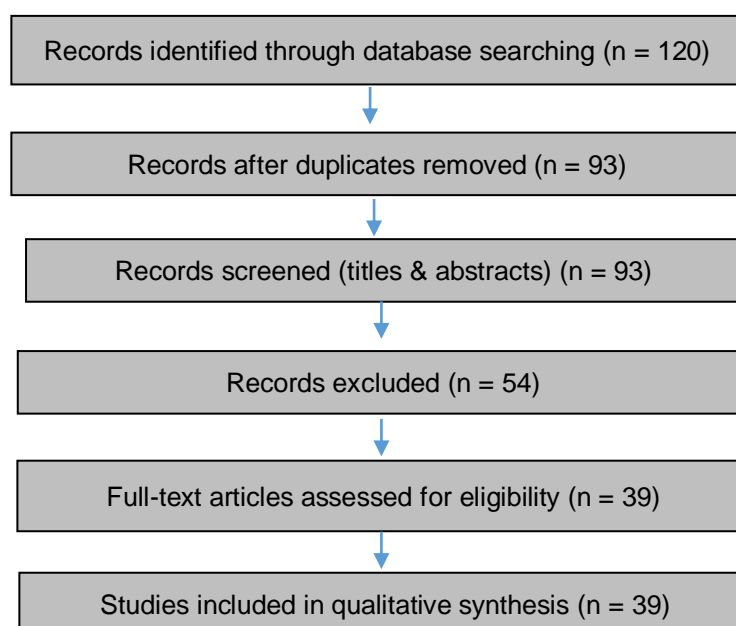 Records identified through database searching (n = 120)
Records after duplicates removed (n = 93)
Records screened (titles & abstracts) (n = 93)
Records excluded (n = 54)
Full-text articles assessed for eligibility (n = 39)
Studies included in qualitative synthesis (n = 39)